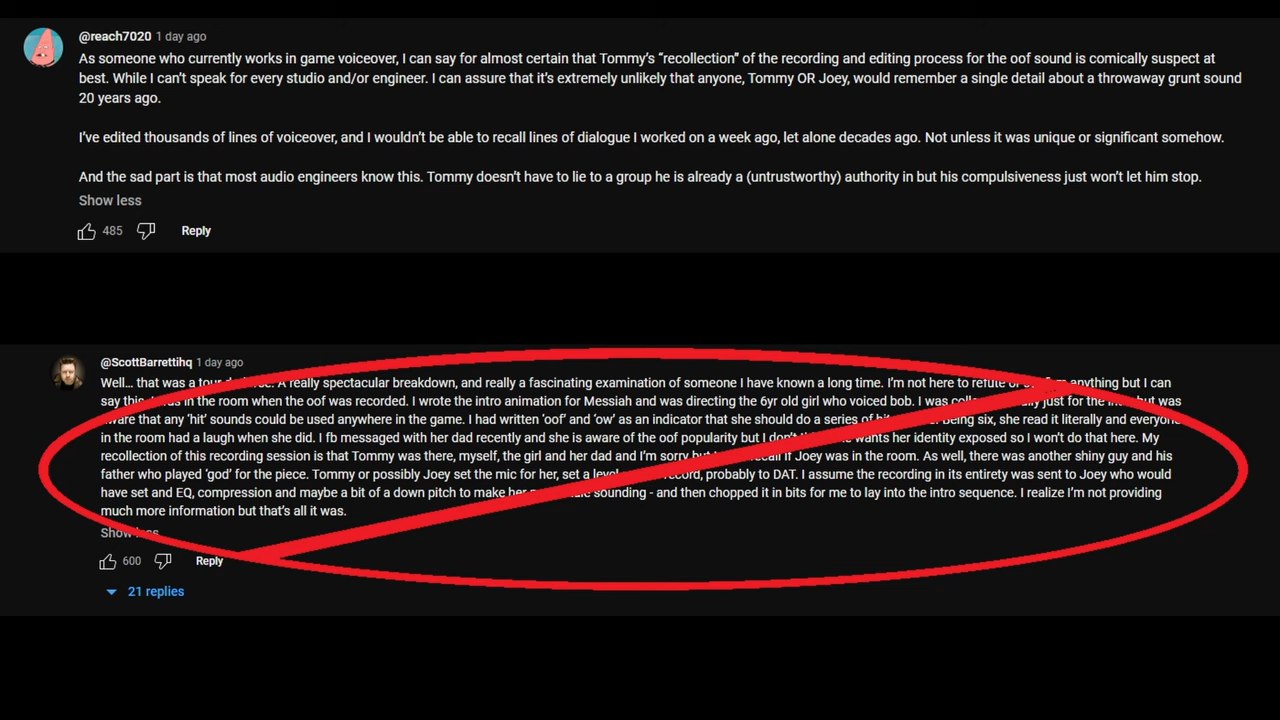 @reach7020 1 day ago
As someone who currently works in game voiceover, I can say for almost certain that Tommy's “recollection” of the recording and editing process for the oof sound is comically suspect at
best. While I can't speak for every studio and/or engineer. I can assure that it's extremely unlikely that anyone, Tommy OR Joey, would remember a single detail about a throwaway grunt sound
20 years ago.
I've edited thousands of lines of voiceover, and I wouldn't be able to recall lines of dialogue I worked on a week ago, let alone decades ago. Not unless it was unique or significant somehow.
And the sad part is that most audio engineers know this. Tommy doesn't have to lie to a group he is already a (untrustworthy) authority in but his compulsiveness just won't let him stop.
Show less
485 Reply
@ScottBarrettihq 1 day ago
Well... that was a tour A really spectacular breakdown, and really a fascinating examination of someone I have known a long time. I'm not here to refute or anything but I can
say this in the room when the oof was recorded. I wrote the intro animation for Messiah and was directing the 6yr old girl who voiced bob. I was just for the but was
aware that any ‘hit’ sounds could be used anywhere in the game. I had written ‘oof’ and ‘ow’ as an indicator that she should do a series of being six, she read it literally and everyone
in the room had a laugh when she did. I fb messaged with her dad recently and she is aware of the oof popularity but I wants her identity exposed so I won't do that here. My
recollection of this recording session is that Tommy was there, myself, the girl and her dad and I'm sorry but recall if Joey was in the room. As well, there was another shiny guy and his
father who played ‘god’ for the piece. Tommy or possibly Joey set the mic for her, set a level record, probably to DAT. I assume the recording in its entirety was sent to Joey who would
have set and EQ, compression and maybe a bit of a down pitch to make her sounding - and then chopped it in bits for me to lay into the intro sequence. I realize I'm not providing
much more information but that's all it was.
Show less
600 Reply
21 replies